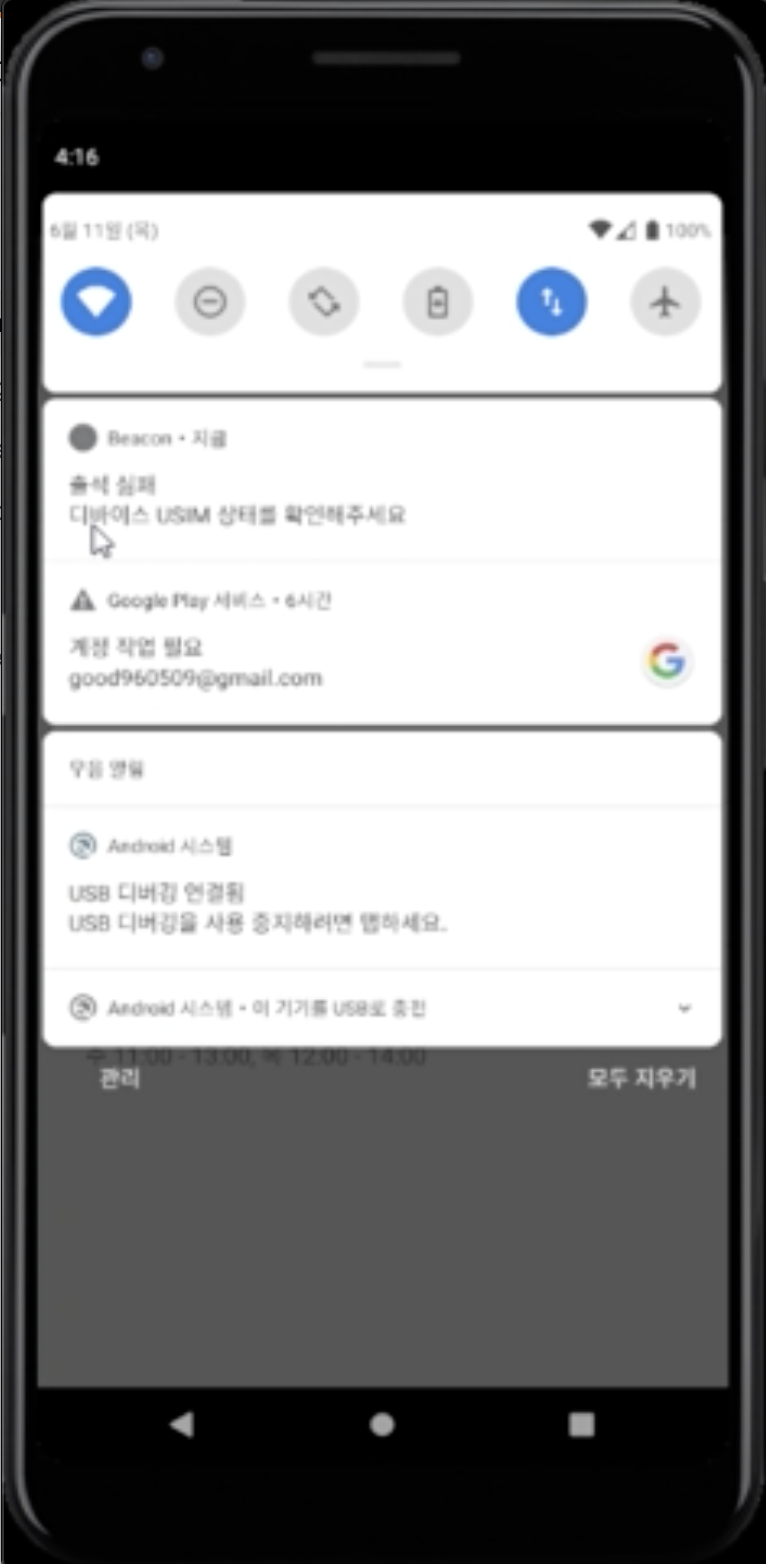 4:16
6월 11일 (목)
100%
Beacon • 지금
출석 실패
디바이스 USIM 상태를 확인해주세요
Google Play 서비스 • 6시간
계정 작업 필요
good960509@gmail.com
무음 알림
Android 시스템
USB 디버깅 연결됨
USB 디버깅을 사용 중지하려면 탭하세요.
Android 시스템 • 이 기기를 USB로 충전
수 11:00 - 13:00, 목 12:00 - 14:00
관리
모두 지우기